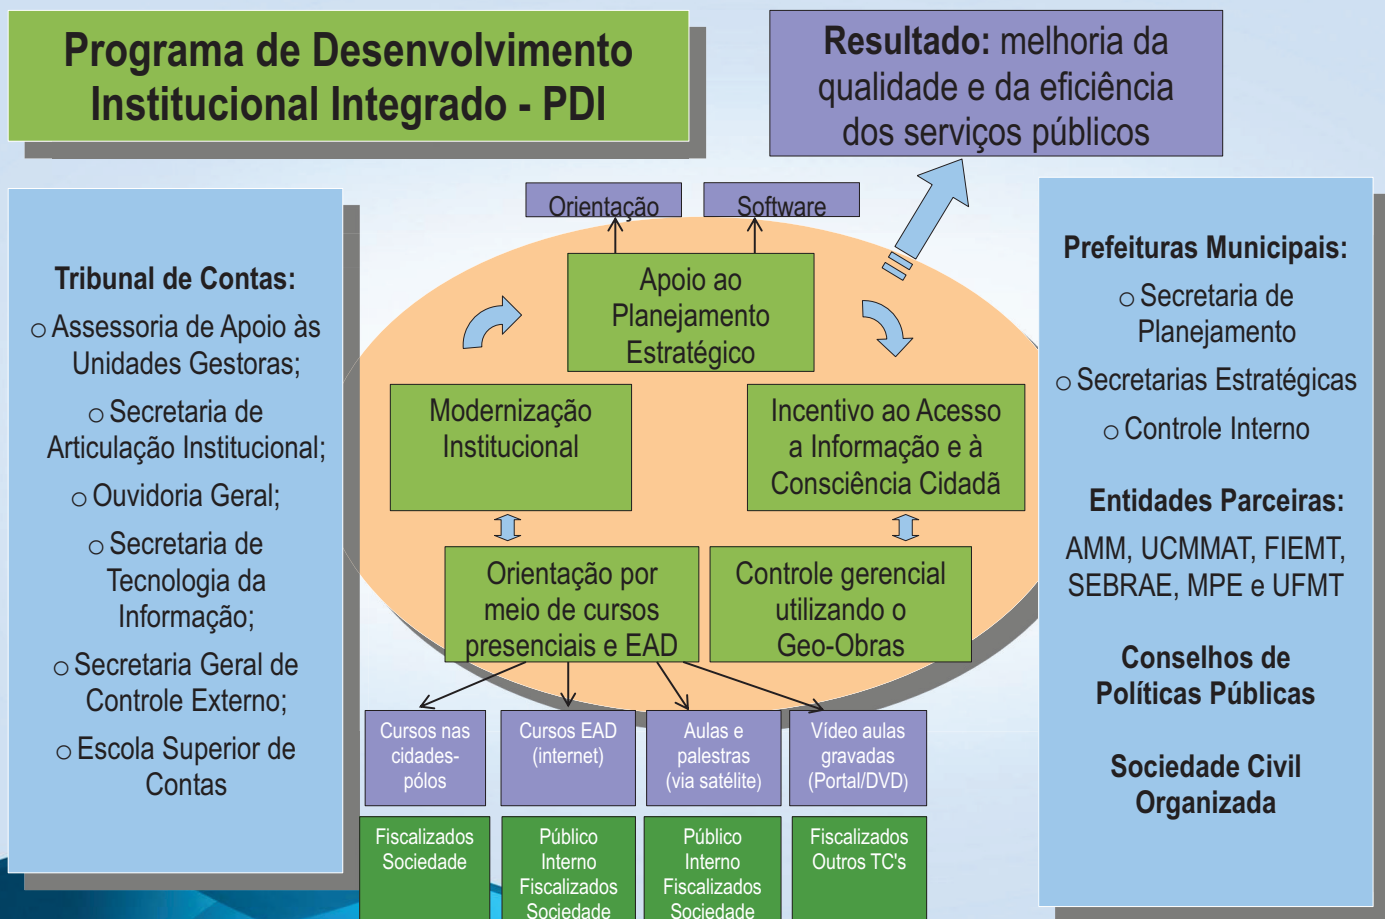 Programa de Desenvolvimento
Institucional Integrado - PDI
Resultado: melhoria da
qualidade e da eficiência
dos serviços públicos
Tribunal de Contas:
o Assessoria de Apoio às
Unidades Gestoras;
o Secretaria de
Articulação Institucional;
o Ouvidoria Geral;
o Secretaria de
Tecnologia da
Informação;
o Secretaria Geral de
Controle Externo;
o Escola Superior de
Contas
Orientação
Software
Apoio ao
Planejamento
Estratégico
Modernização
Institucional
Incentivo ao Acesso
a Informação e à
Consciência Cidadã
Orientação por
meio de cursos
presenciais e EAD
Controle gerencial
utilizando o
Geo-Obras
Cursos nas
cidades-
pólos
Cursos EAD
(internet)
Aulas e
palestras
(via satélite)
Vídeo aulas
gravadas
(Portal/DVD)
Fiscalizados
Sociedade
Público
Interno
Fiscalizados
Sociedade
Público
Interno
Fiscalizados
Sociedade
Fiscalizados
Outros TC's
Prefeituras Municipais:
o Secretaria de
Planejamento
o Secretarias Estratégicas
o Controle Interno
Entidades Parceiras:
AMM, UCMMAT, FIEMT,
SEBRAE, MPE e UFMT
Conselhos de
Políticas Públicas
Sociedade Civil
Organizada